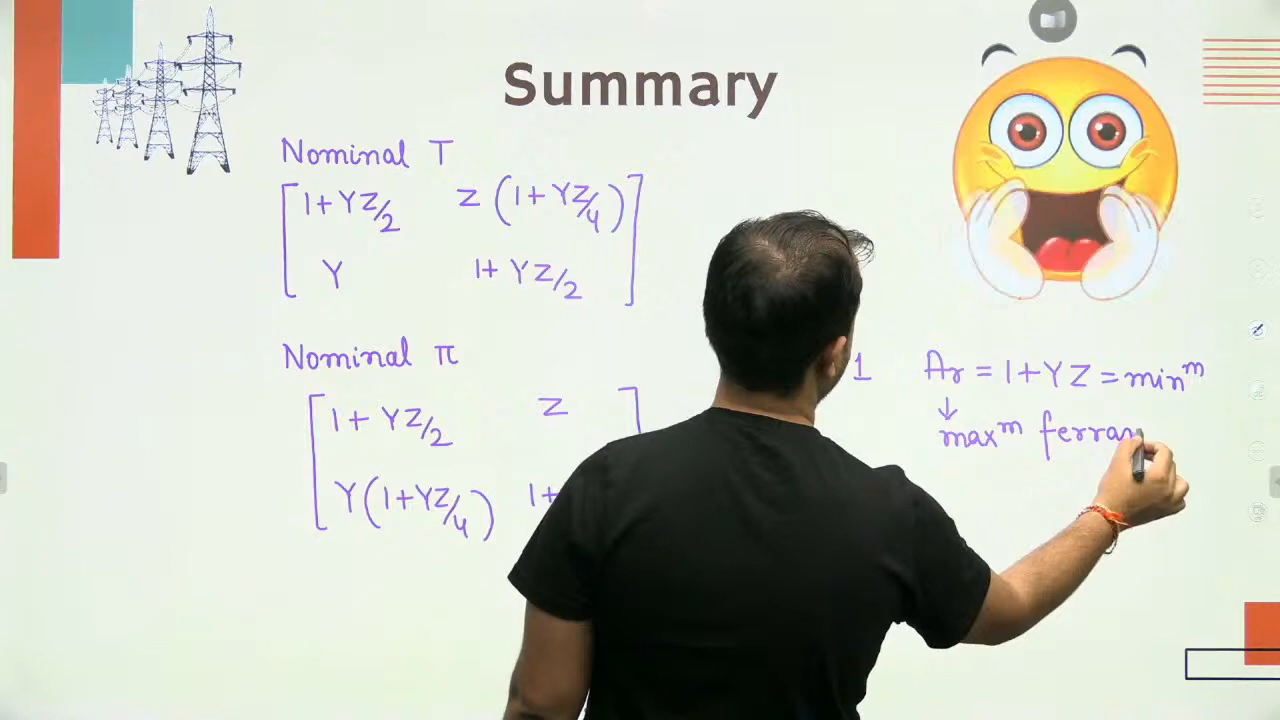 Summary
Nominal T
1+YZ/2 Z(1+YZ/4)
Y 1+YZ/2
Nominal π
1+YZ/2 Z
Y(1+YZ/4) 1+
1 Ar = 1+YZ = minᵐ
↓
maxᵐ ferran